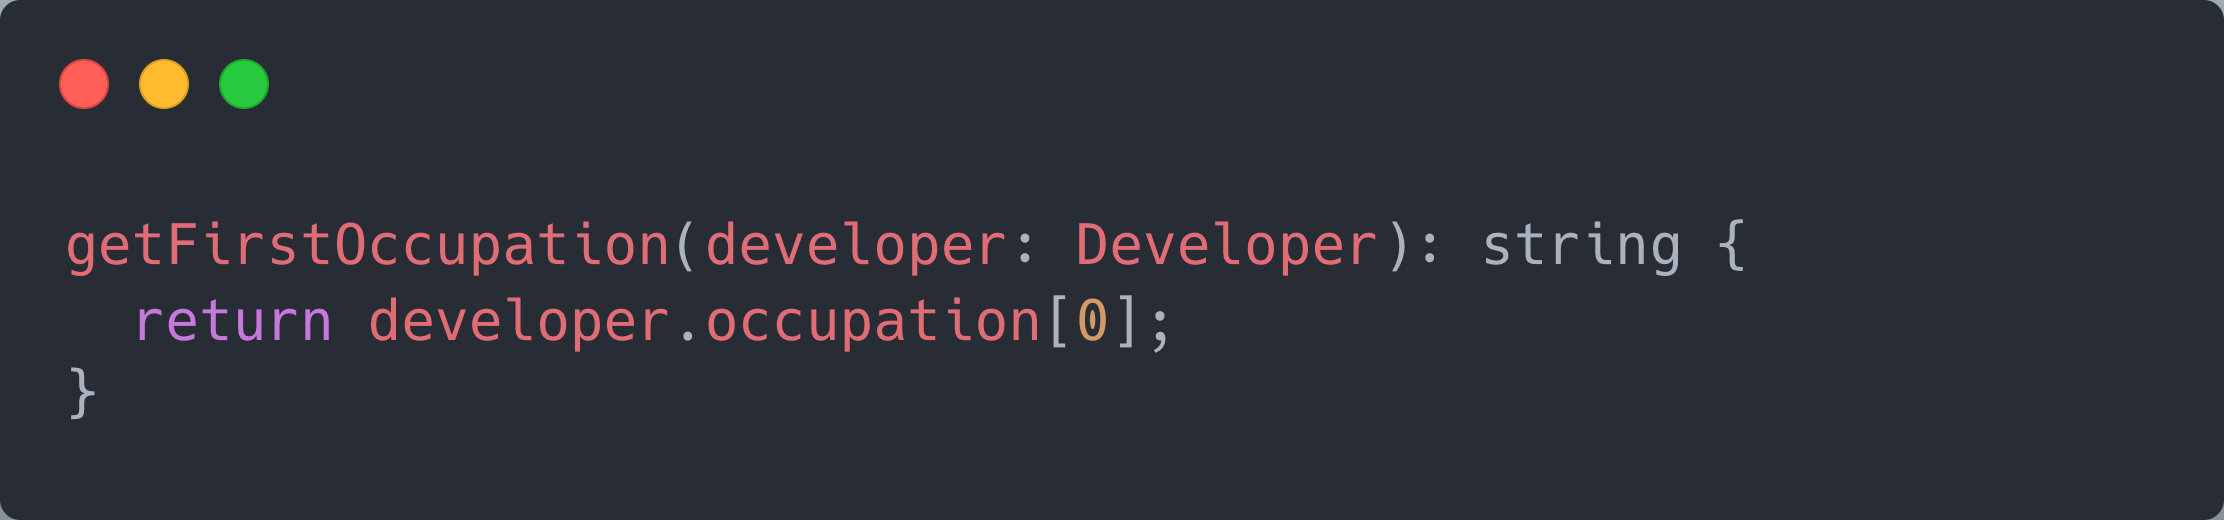 getFirstOccupation(developer: Developer): string {
  return developer.occupation[0];
}